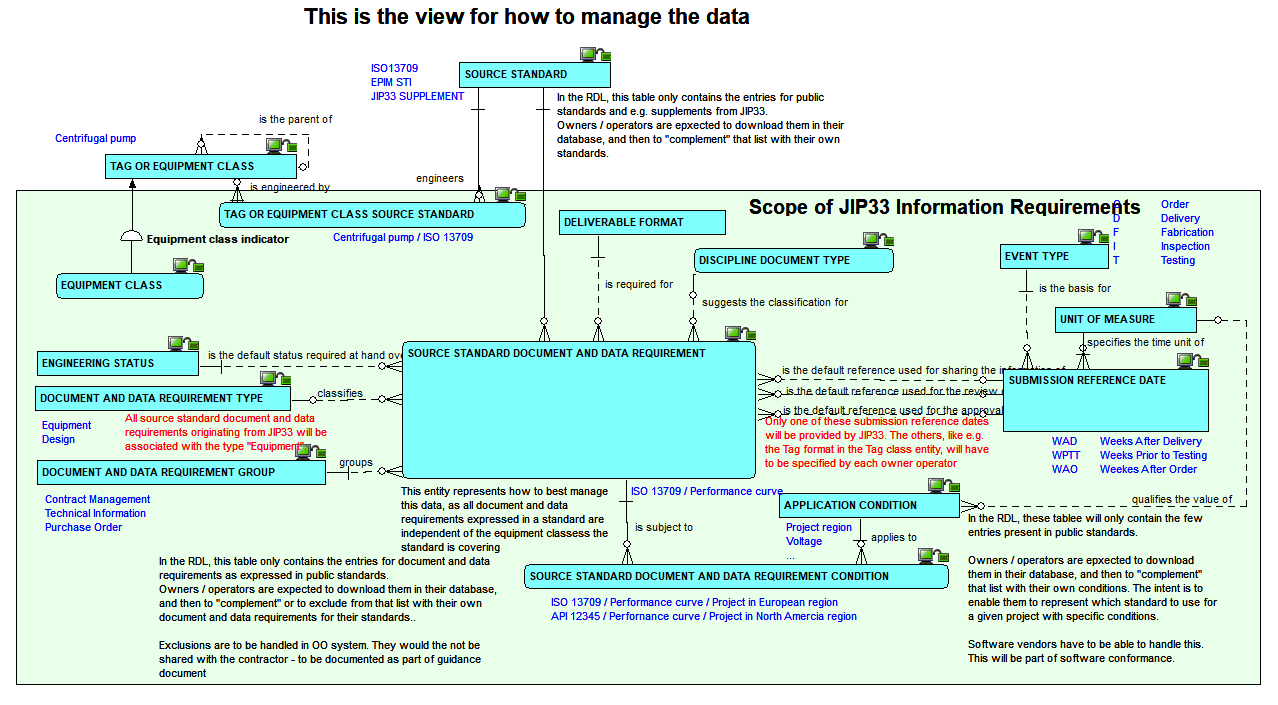 This is the view for how to manage the data
ISO13709
EPIM STI
JIP33 SUPPLEMENT
SOURCE STANDARD
In the RDL, this table only contains the entries for public
standards and e.g. supplements from JIP33.
Owners / operators are epxected to download them in their
database, and then to "complement" that list with their own
standards.
is the parent of
Centrifugal pump
TAG OR EQUIPMENT CLASS
is engineered by
engineers
TAG OR EQUIPMENT CLASS SOURCE STANDARD
Centrifugal pump / ISO 13709
Equipment class indicator
EQUIPMENT CLASS
Scope of JIP33 Information Requirements
O Order
D Delivery
F Fabrication
I Inspection
T Testing
DELIVERABLE FORMAT
DISCIPLINE DOCUMENT TYPE
EVENT TYPE
is required for
suggests the classification for
is the basis for
UNIT OF MEASURE
specifies the time unit of
ENGINEERING STATUS
is the default status required at hand ove
SOURCE STANDARD DOCUMENT AND DATA REQUIREMENT
is the default reference used for sharing the information of
is the default reference used for the review
is the default reference used for the approval
SUBMISSION REFERENCE DATE
DOCUMENT AND DATA REQUIREMENT TYPE
classifies
Equipment
Design
All source standard document and data
requirements originating from JIP33 will be
associated with the type "Equipment"
Only one of these submission reference dates
will be provided by JIP33. The others, like e.g.
the Tag format in the Tag class entity, will have
to be specified by each owner operator
WAD Weeks After Delivery
WPTT Weeks Prior to Testing
WAO Weekes After Order
DOCUMENT AND DATA REQUIREMENT GROUP
groups
Contract Management
Technical Information
Purchase Order
This entity represents how to best manage
this data, as all document and data
requirements expressed in a standard are
independent of the equipment classess the
standard is covering
ISO 13709 / Performance curve
is subject to
APPLICATION CONDITION
qualifies the value of
Project region
Voltage
...
applies to
In the RDL, these tablee will only contain the few
entries present in public standards.
Owners / operators are epxected to download
them in their database, and then to "complement"
that list with their own conditions. The intent is to
enable them to represent which standard to use for
a given project with specific conditions.
Software vendors have to be able to handle this.
This will be part of software conformance.
SOURCE STANDARD DOCUMENT AND DATA REQUIREMENT CONDITION
ISO 13709 / Performance curve / Project in European region
API 12345 / Perfornance curve / Project in North Amercia region
In the RDL, this table only contains the entries for document and data
requirements as expressed in public standards.
Owners / operators are expected to download them in their database,
and then to "complement" or to exclude from that list with their own
document and data requirements for their standards..
Exclusions are to be handled in OO system. They would the not be
shared with the contractor - to be documented as part of guidance
document